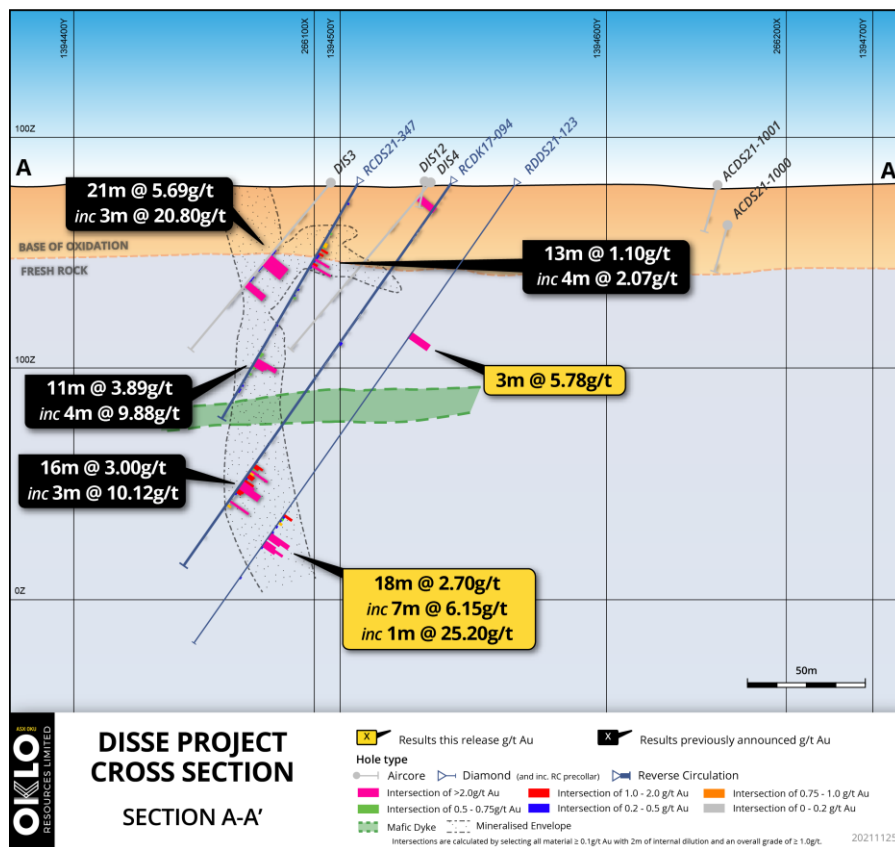 1394400Y
266100X
1394500Y
1394600Y
266200X
1394700Y
100Z
A
A
DIS3
RCDS21-347
DIS12
DIS4
RCDK17-094
RDDS21-123
ACDS21-1001
ACDS21-1000
21m @ 5.69g/t
inc 3m @ 20.80g/t
BASE OF OXIDATION
FRESH ROCK
13m @ 1.10g/t
inc 4m @ 2.07g/t
100Z
3m @ 5.78g/t
11m @ 3.89g/t
inc 4m @ 9.88g/t
16m @ 3.00g/t
inc 3m @ 10.12g/t
18m @ 2.70g/t
inc 7m @ 6.15g/t
inc 1m @ 25.20g/t
0Z
50m
ASX OKU
OKLO
RESOURCES LIMITED
DISSE PROJECT
CROSS SECTION
SECTION A-A’
X Results this release g/t Au
X Results previously announced g/t Au
Hole type
Aircore
Diamond (and inc. RC precollar)
Reverse Circulation
Intersection of >2.0g/t Au
Intersection of 1.0 - 2.0 g/t Au
Intersection of 0.75 - 1.0 g/t Au
Intersection of 0.5 - 0.75g/t Au
Intersection of 0.2 - 0.5 g/t Au
Intersection of 0 - 0.2 g/t Au
Mafic Dyke
Mineralised Envelope
Intersections are calculated by selecting all material ≥ 0.1g/t Au with 2m of internal dilution and an overall grade of ≥ 1.0g/t.
20211125